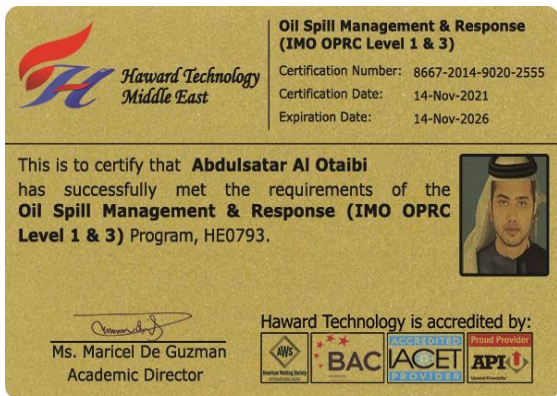 Haward Technology
Middle East
Oil Spill Management & Response
(IMO OPRC Level 1 & 3)
Certification Number: 8667-2014-9020-2555
Certification Date: 14-Nov-2021
Expiration Date: 14-Nov-2026
This is to certify that Abdulsatar Al Otaibi
has successfully met the requirements of the
Oil Spill Management & Response (IMO OPRC
Level 1 & 3) Program, HE0793.
Ms. Maricel De Guzman
Academic Director
Haward Technology is accredited by:
AWS
American Welding Society
BAC
ACCREDITED
IACET
PROVIDER
Proud Provider
API